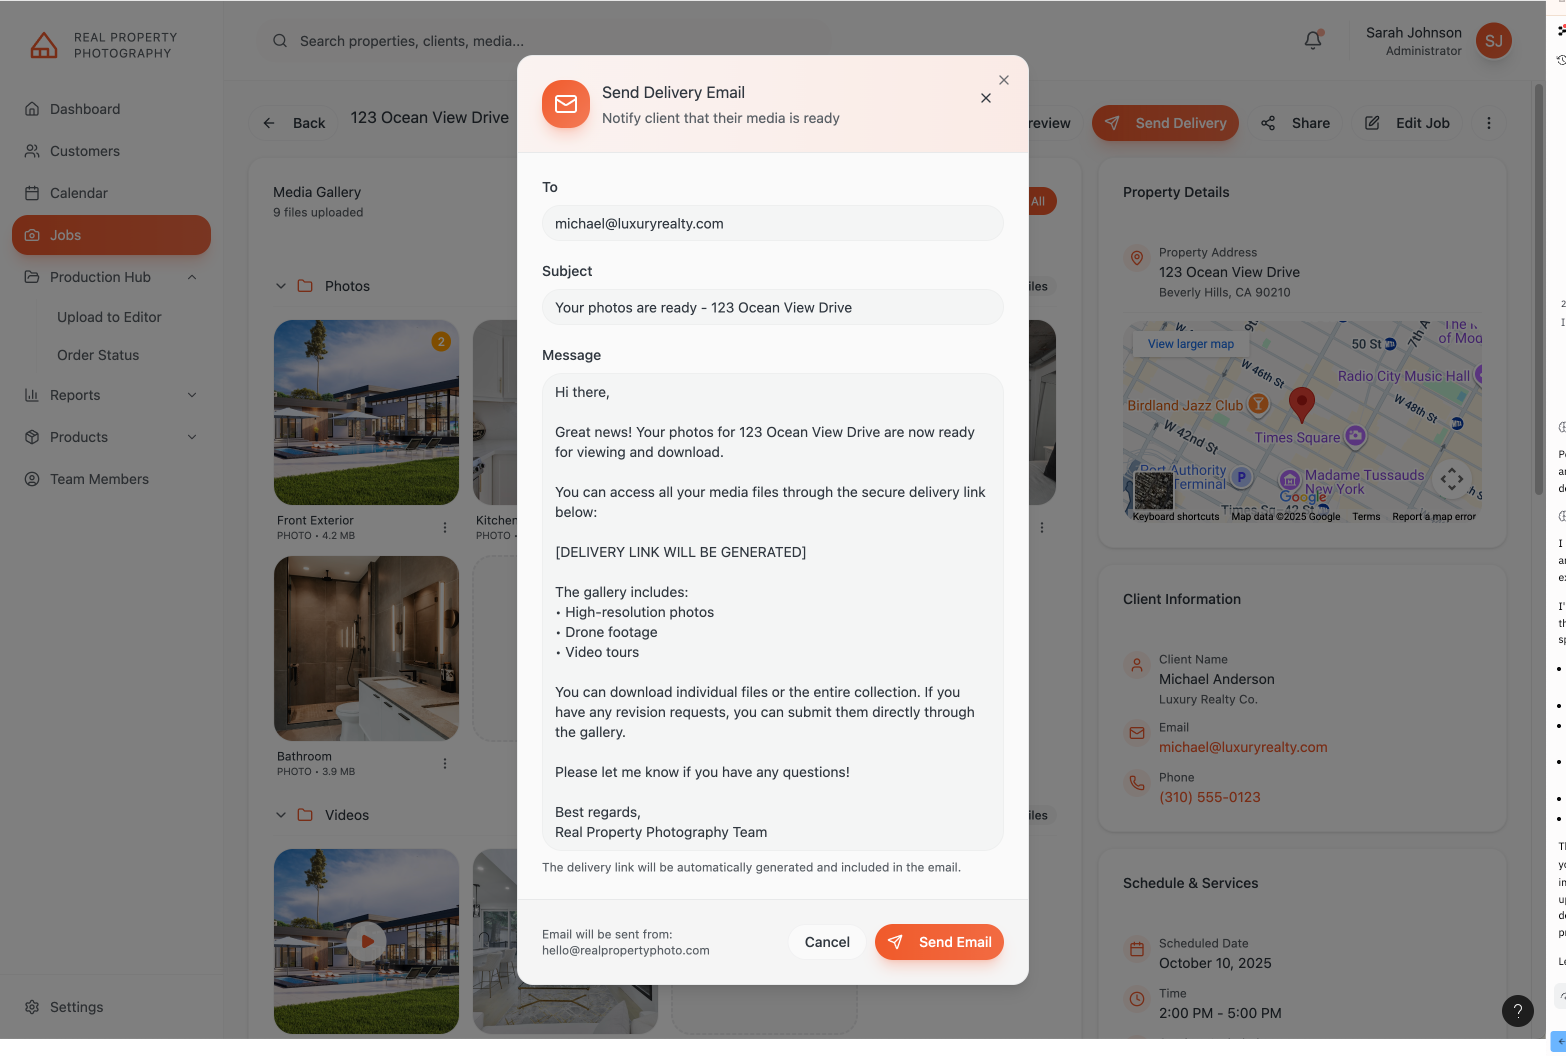 REAL PROPERTY
PHOTOGRAPHY
Search properties, clients, media...
Sarah Johnson
Administrator
SJ
Dashboard
Customers
Calendar
Jobs
Production Hub
Upload to Editor
Order Status
Reports
Products
Team Members
Settings
Back
123 Ocean View Drive
review
Send Delivery
Share
Edit Job
Media Gallery
9 files uploaded
All
Photos
iles
2
Front Exterior
PHOTO • 4.2 MB
Kitchen
PHOTO •
Bathroom
PHOTO • 3.9 MB
Videos
iles
Send Delivery Email
Notify client that their media is ready
To
michael@luxuryrealty.com
Subject
Your photos are ready - 123 Ocean View Drive
Message
Hi there,
Great news! Your photos for 123 Ocean View Drive are now ready
for viewing and download.
You can access all your media files through the secure delivery link
below:
[DELIVERY LINK WILL BE GENERATED]
The gallery includes:
• High-resolution photos
• Drone footage
• Video tours
You can download individual files or the entire collection. If you
have any revision requests, you can submit them directly through
the gallery.
Please let me know if you have any questions!
Best regards,
Real Property Photography Team
The delivery link will be automatically generated and included in the email.
Email will be sent from:
hello@realpropertyphoto.com
Cancel
Send Email
Property Details
Property Address
123 Ocean View Drive
Beverly Hills, CA 90210
View larger map
50 St
7th A
of Mod
W 46th St
Radio City Music Hall
Birdland Jazz Club
W 48th St
W 42nd St
Times Square
Port Authority
Terminal
P
Madame Tussauds
New York
Google
Keyboard shortcuts
Map data ©2025 Google
Terms
Report a map error
Client Information
Client Name
Michael Anderson
Luxury Realty Co.
Email
michael@luxuryrealty.com
Phone
(310) 555-0123
Schedule & Services
Scheduled Date
October 10, 2025
Time
2:00 PM - 5:00 PM
?